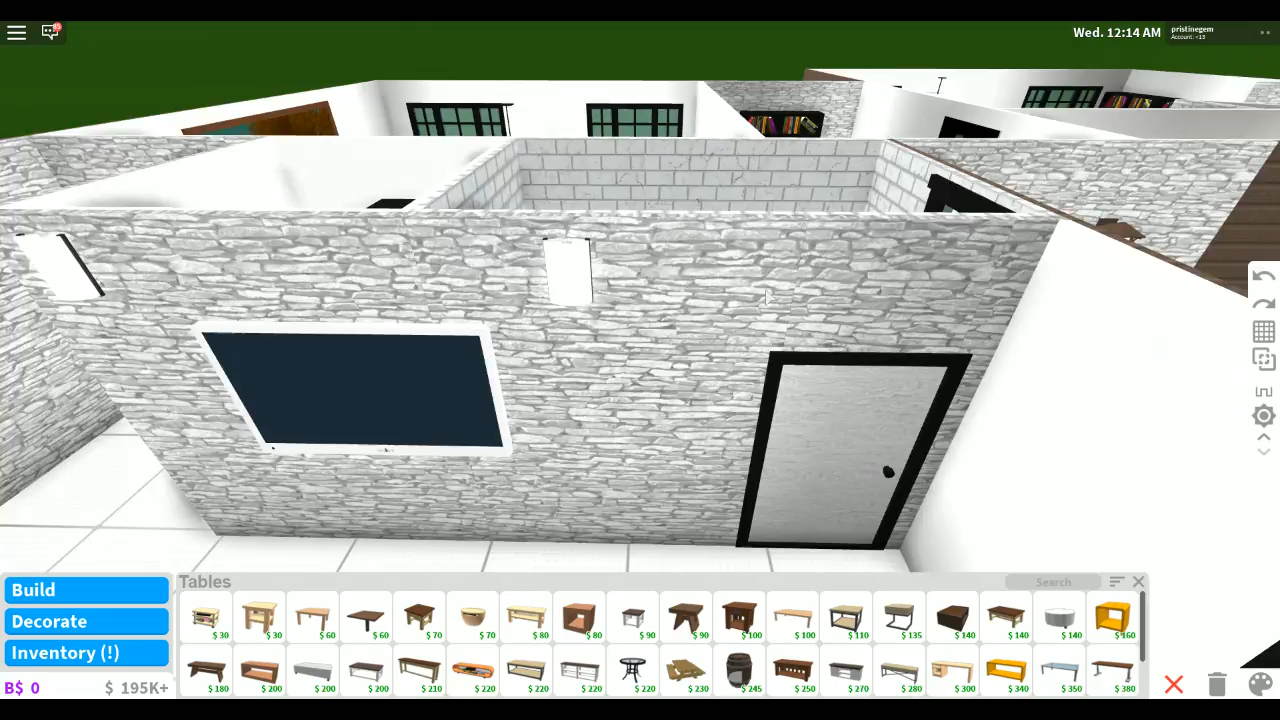 Wed. 12:14 AM
pristinegem
Account: <13
Build
Decorate
Inventory (!)
B$ 0
$ 195K+
Tables
Search
$ 30 $ 30 $ 60 $ 60 $ 70 $ 70 $ 80 $ 80 $ 90 $ 90 $ 100 $ 100 $ 110 $ 135 $ 140 $ 140 $ 140 $ 160
$ 180 $ 200 $ 200 $ 200 $ 210 $ 220 $ 220 $ 220 $ 220 $ 230 $ 245 $ 250 $ 270 $ 280 $ 300 $ 340 $ 350 $ 380